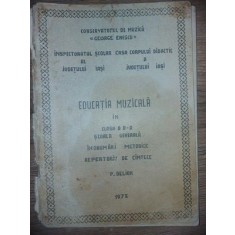 CONSERVATORUL DE MUZICĂ
"GEORGE ENESCU"
INSPECTORATUL ȘCOLAR CASA CORPULUI DIDACTIC
AL A
JUDEȚULUI IAȘI JUDEȚULUI IAȘI
EDUCAȚIA MUZICALĂ
ÎN
CLASA A II-A
ȘCOALA GENERALĂ
ÎNDRUMĂRI METODICE
REPERTORIU DE CÎNTECE
P. DELION